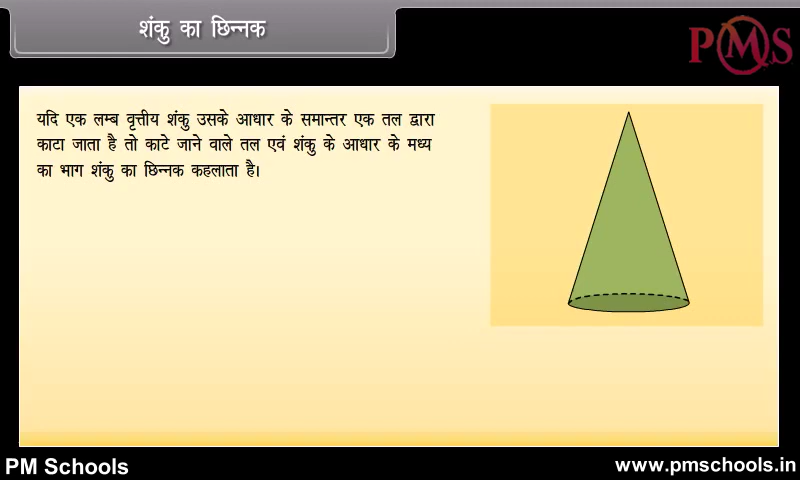 शंकु का छिन्नक
PMS
यदि एक लम्ब वृत्तीय शंकु उसके आधार के समान्तर एक तल द्वारा
काटा जाता है तो काटे जाने वाले तल एवं शंकु के आधार के मध्य
का भाग शंकु का छिन्नक कहलाता है।
PM Schools
www.pmschools.in